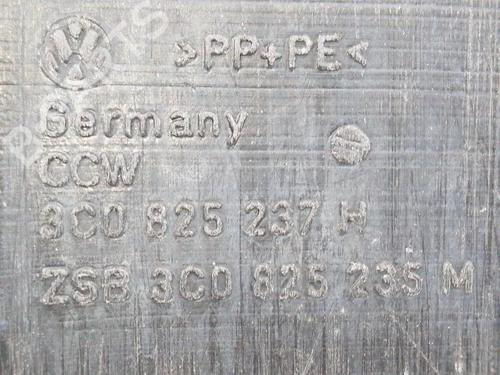 >PP+PE<
Germany
CCW
3C0 825 237 H
ZSB 3C0 825 235 M